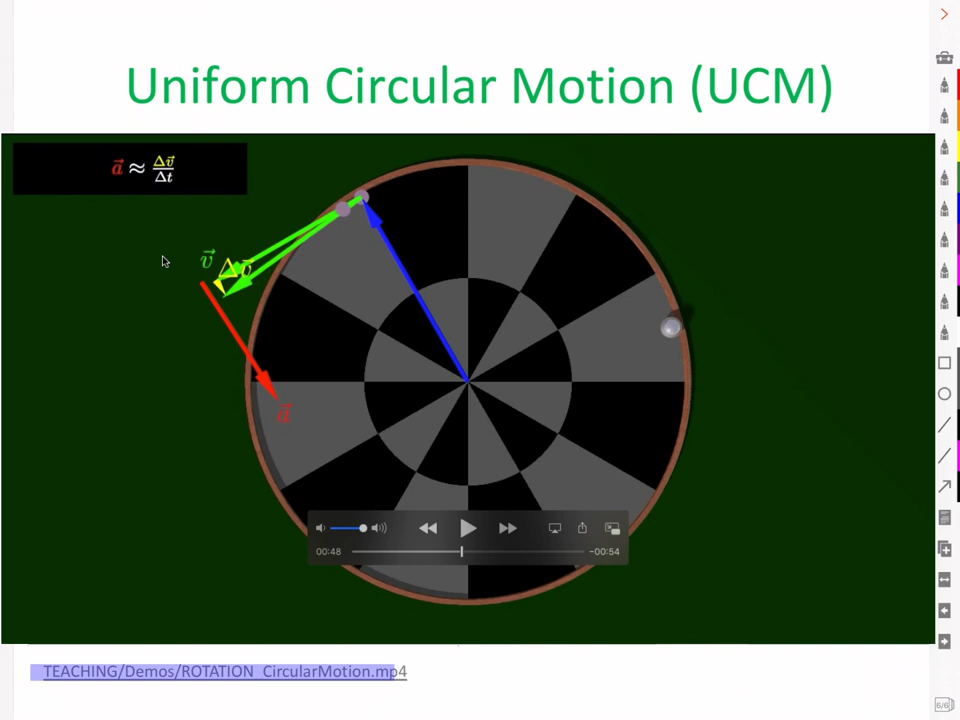 Uniform Circular Motion (UCM)
a⃗ ≈ Δv⃗/Δt
v⃗
Δv⃗
a⃗
00:48
−00:54
TEACHING/Demos/ROTATION_CircularMotion.mp4
6/6